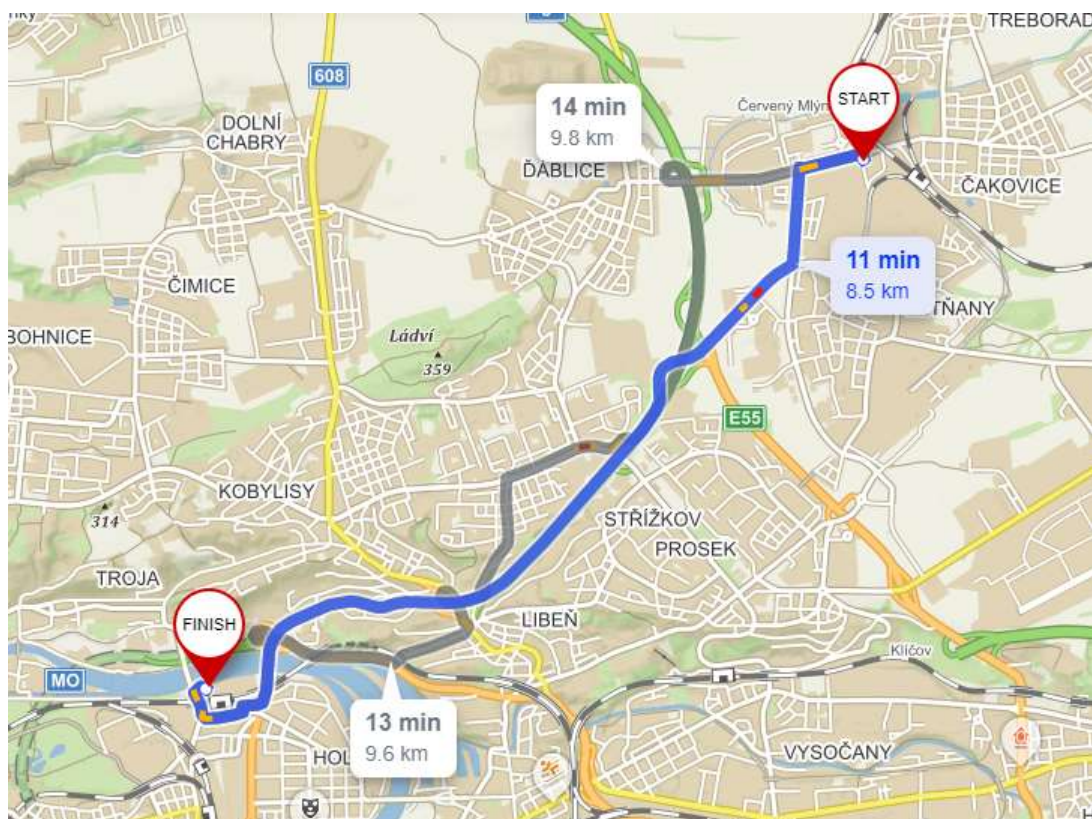 TŘEBORAD
608
Červený Mlýn
START
14 min
9.8 km
DOLNÍ
CHABRY
ĎÁBLICE
ČAKOVICE
11 min
8.5 km
TŇANY
ČIMICE
BOHNICE
Ládví
359
E55
KOBYLISY
314
STŘÍŽKOV
PROSEK
TROJA
FINISH
LIBEŇ
Klíčov
MO
13 min
9.6 km
HOL
VYSOČANY